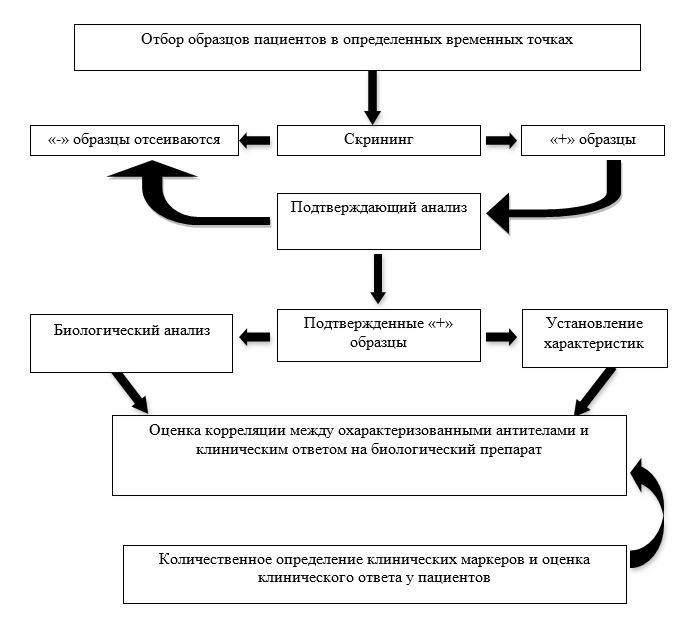 Отбор образцов пациентов в определенных временных точках
«-» образцы отсеиваются
Скрининг
«+» образцы
Подтверждающий анализ
Биологический анализ
Подтвержденные «+»
образцы
Установление
характеристик
Оценка корреляции между охарактеризованными антителами и
клиническим ответом на биологический препарат
Количественное определение клинических маркеров и оценка
клинического ответа у пациентов